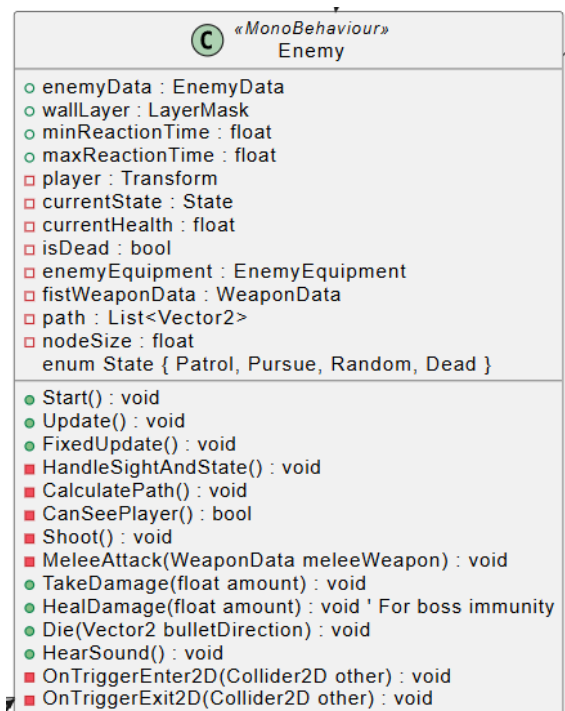 C
«MonoBehaviour»
Enemy
enemyData : EnemyData
wallLayer : LayerMask
minReactionTime : float
maxReactionTime : float
player : Transform
currentState : State
currentHealth : float
isDead : bool
enemyEquipment : EnemyEquipment
fistWeaponData : WeaponData
path : List<Vector2>
nodeSize : float
enum State { Patrol, Pursue, Random, Dead }
Start() : void
Update() : void
FixedUpdate() : void
HandleSightAndState() : void
CalculatePath() : void
CanSeePlayer() : bool
Shoot() : void
MeleeAttack(WeaponData meleeWeapon) : void
TakeDamage(float amount) : void
HealDamage(float amount) : void ' For boss immunity
Die(Vector2 bulletDirection) : void
HearSound() : void
OnTriggerEnter2D(Collider2D other) : void
OnTriggerExit2D(Collider2D other) : void